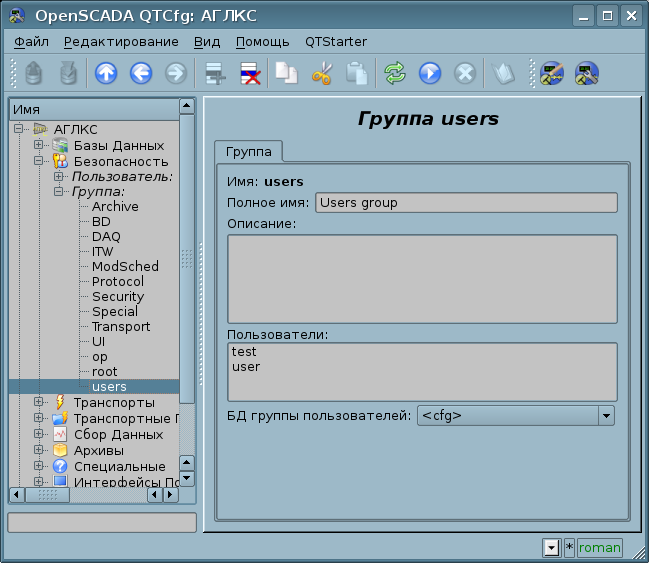 OpenSCADA QTCfg: АГЛКС
Файл Редактирование Вид Помощь QTStarter
Имя
АГЛКС
Базы Данных
Безопасность
Пользователь:
Группа:
Archive
BD
DAQ
ITW
ModSched
Protocol
Security
Special
Transport
UI
op
root
users
Транспорты
Транспортные
Сбор Данных
Архивы
Специальные
Интерфейсы По
Группа users
Группа
Имя: users
Полное имя: Users group
Описание:
Пользователи:
test
user
БД группы пользователей: <cfg>
* roman